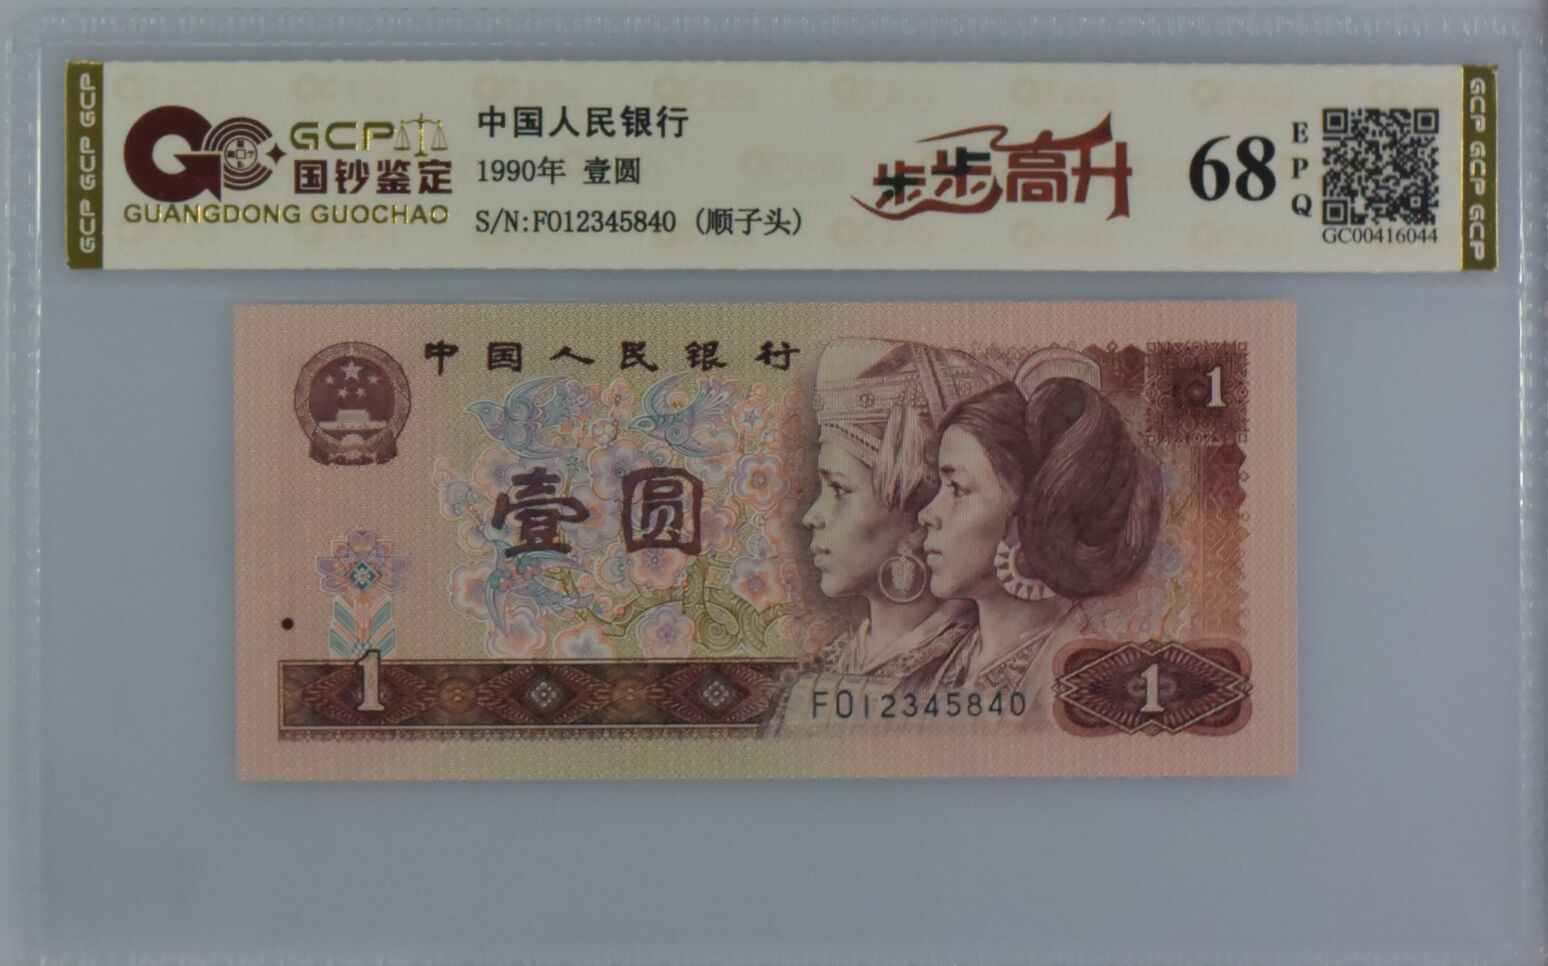 GCP GCP GCP
GCP
国钞鉴定
GUANGDONG GUOCHAO
中国人民银行
1990年 壹圆
S/N:F012345840 (顺子头)
步步高升
68
EPQ
GC00416044
GCP GCP GCP
中国人民银行
1
壹圆
1
F012345840
1